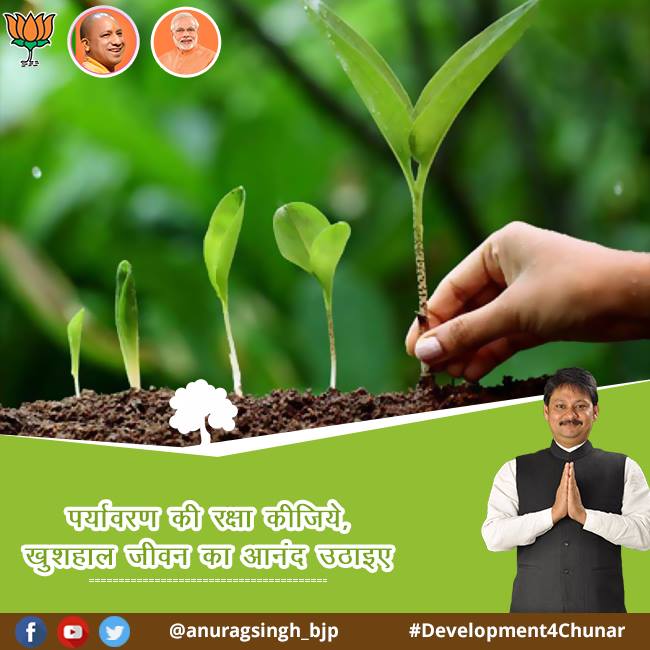 पर्यावरण की रक्षा कीजिये,
खुशहाल जीवन का आनंद उठाइए
@anuragsingh_bjp
#Development4Chunar